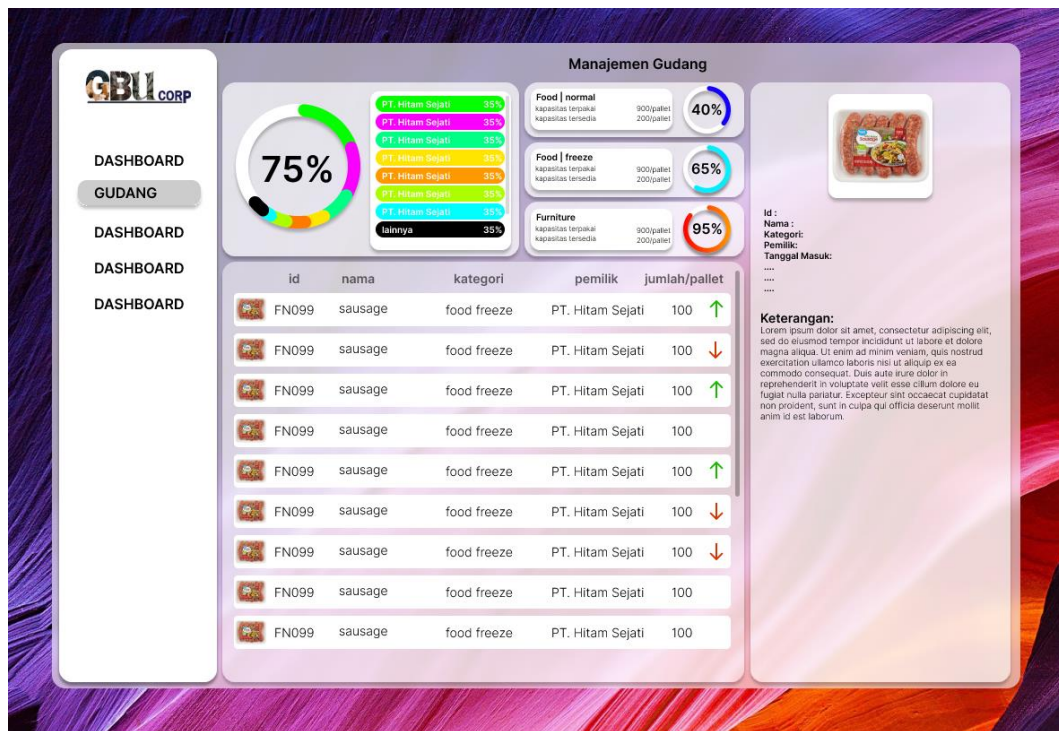 GBU CORP
DASHBOARD
GUDANG
DASHBOARD
DASHBOARD
DASHBOARD
Manajemen Gudang
75%
PT. Hitam Sejati 35%
PT. Hitam Sejati 35%
PT. Hitam Sejati 35%
PT. Hitam Sejati 35%
PT. Hitam Sejati 35%
PT. Hitam Sejati 35%
PT. Hitam Sejati 35%
lainnya 35%
Food | normal
kapasitas terpakai 900/pallet
kapasitas tersedia 200/pallet
40%
Food | freeze
kapasitas terpakai 900/pallet
kapasitas tersedia 200/pallet
65%
Furniture
kapasitas terpakai 900/pallet
kapasitas tersedia 200/pallet
95%
id nama kategori pemilik jumlah/pallet
FN099 sausage food freeze PT. Hitam Sejati 100 ↑
FN099 sausage food freeze PT. Hitam Sejati 100 ↓
FN099 sausage food freeze PT. Hitam Sejati 100 ↑
FN099 sausage food freeze PT. Hitam Sejati 100
FN099 sausage food freeze PT. Hitam Sejati 100 ↑
FN099 sausage food freeze PT. Hitam Sejati 100 ↓
FN099 sausage food freeze PT. Hitam Sejati 100 ↓
FN099 sausage food freeze PT. Hitam Sejati 100
FN099 sausage food freeze PT. Hitam Sejati 100
Id :
Nama :
Kategori:
Pemilik:
Tanggal Masuk:
....
....
....
Keterangan:
Lorem ipsum dolor sit amet, consectetur adipiscing elit,
sed do eiusmod tempor incididunt ut labore et dolore
magna aliqua. Ut enim ad minim veniam, quis nostrud
exercitation ullamco laboris nisi ut aliquip ex ea
commodo consequat. Duis aute irure dolor in
reprehenderit in voluptate velit esse cillum dolore eu
fugiat nulla pariatur. Excepteur sint occaecat cupidatat
non proident, sunt in culpa qui officia deserunt mollit
anim id est laborum.